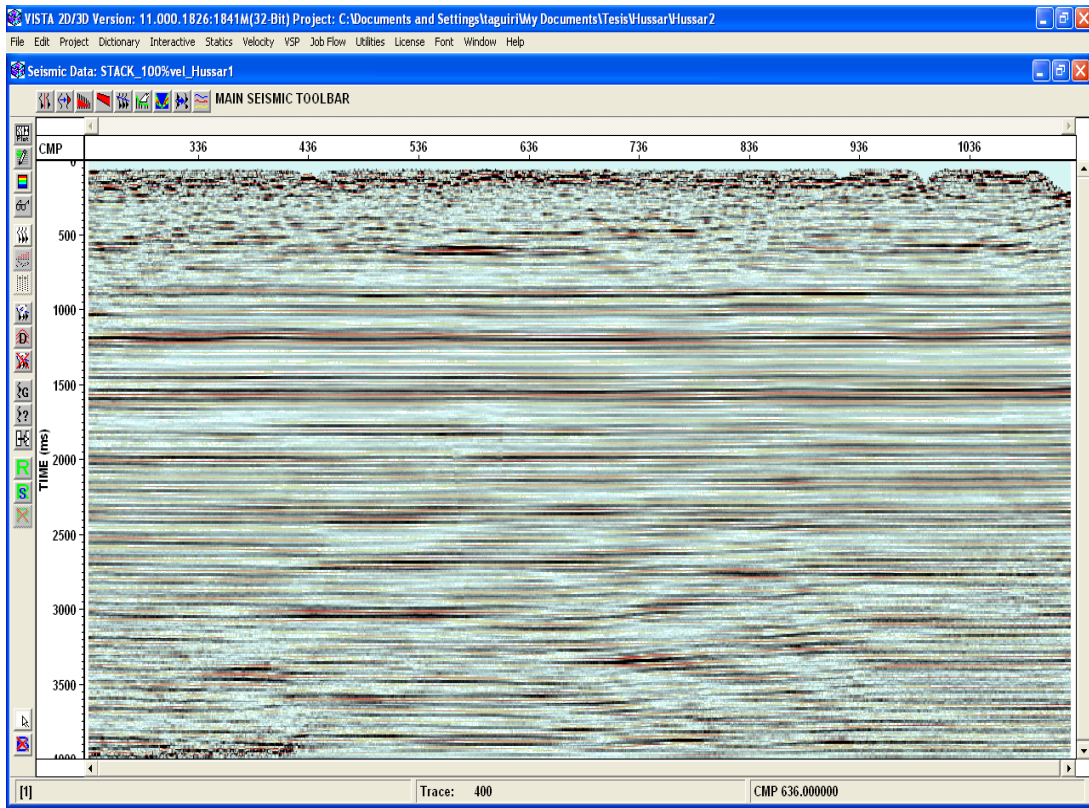 VISTA 2D/3D Version: 11.000.1826:1841M(32-Bit) Project: C:\Documents and Settings\taguiri\My Documents\Tesis\Hussar\Hussar2
File Edit Project Dictionary Interactive Statics Velocity VSP Job Flow Utilities License Font Window Help
Seismic Data: STACK_100%vel_Hussar1
MAIN SEISMIC TOOLBAR
CMP 336 436 536 636 736 836 936 1036
0
500
1000
1500
2000
2500
3000
3500
4000
TIME (ms)
Plot
D
G
?
R
S
[1] Trace: 400 CMP 636.000000